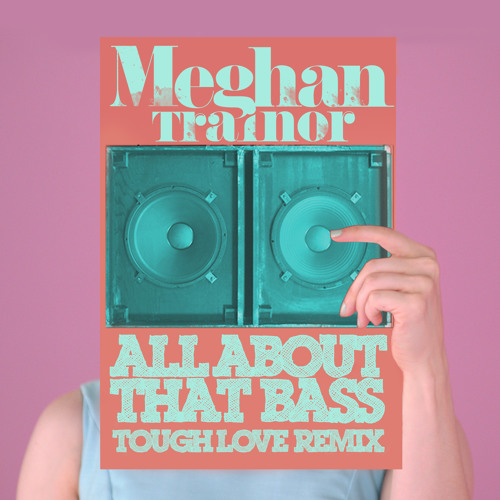 Meghan
Trainor
ALL ABOUT
THAT BASS
TOUGH LOVE REMIX